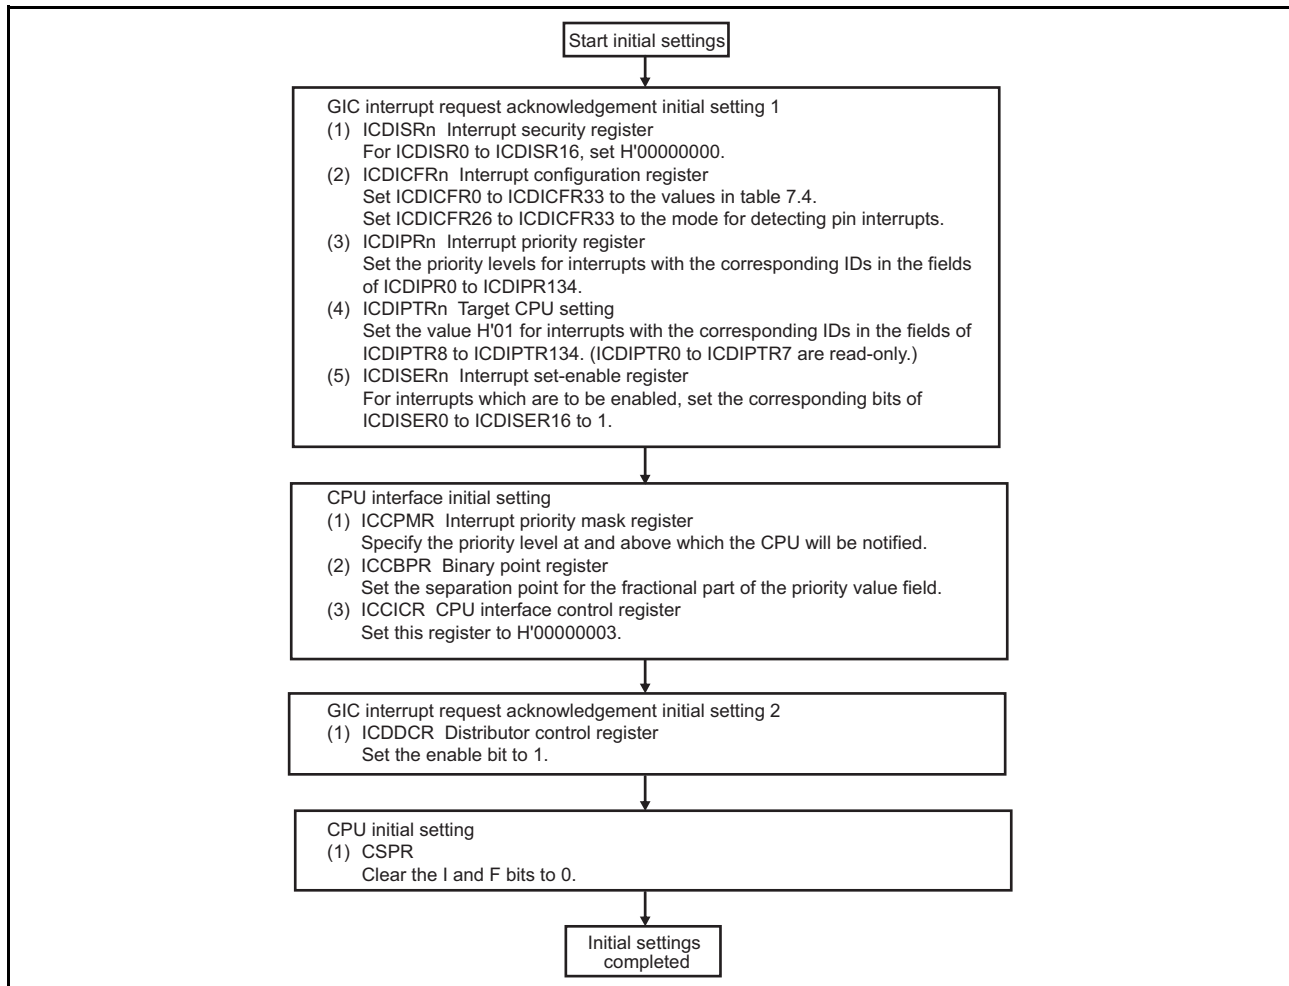 Start initial settings
GIC interrupt request acknowledgement initial setting 1
(1) ICDISRn Interrupt security register
For ICDISR0 to ICDISR16, set H'00000000.
(2) ICDICFRn Interrupt configuration register
Set ICDICFR0 to ICDICFR33 to the values in table 7.4.
Set ICDICFR26 to ICDICFR33 to the mode for detecting pin interrupts.
(3) ICDIPRn Interrupt priority register
Set the priority levels for interrupts with the corresponding IDs in the fields
of ICDIPR0 to ICDIPR134.
(4) ICDIPTRn Target CPU setting
Set the value H'01 for interrupts with the corresponding IDs in the fields of
ICDIPTR8 to ICDIPTR134. (ICDIPTR0 to ICDIPTR7 are read-only.)
(5) ICDISERn Interrupt set-enable register
For interrupts which are to be enabled, set the corresponding bits of
ICDISER0 to ICDISER16 to 1.
CPU interface initial setting
(1) ICCPMR Interrupt priority mask register
Specify the priority level at and above which the CPU will be notified.
(2) ICCBPR Binary point register
Set the separation point for the fractional part of the priority value field.
(3) ICCICR CPU interface control register
Set this register to H'00000003.
GIC interrupt request acknowledgement initial setting 2
(1) ICDDCR Distributor control register
Set the enable bit to 1.
CPU initial setting
(1) CSPR
Clear the I and F bits to 0.
Initial settings
completed